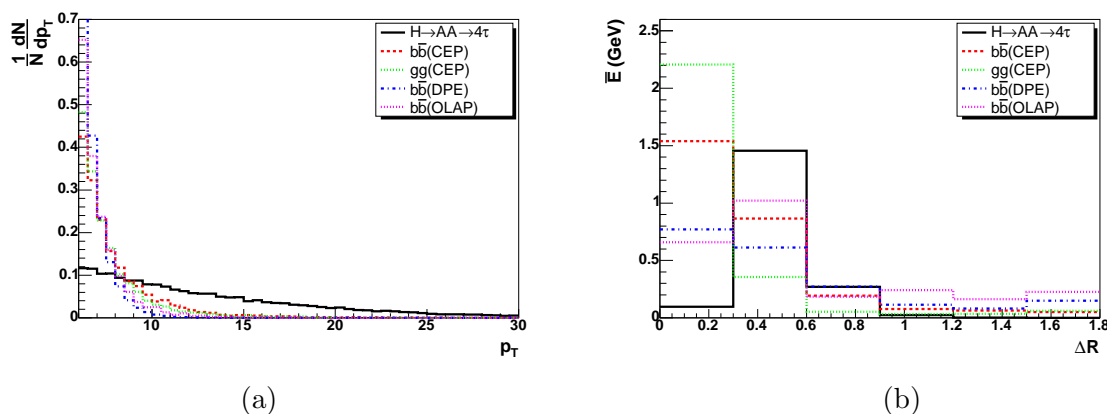 1/N dN/dp_T
0.7
0.6
0.5
0.4
0.3
0.2
0.1
0
10 15 20 25 30
p_T
H→AA→4τ
bb̅(CEP)
gg(CEP)
bb̅(DPE)
bb̅(OLAP)
(a)
E̅ (GeV)
2.5
2
1.5
1
0.5
0
0 0.2 0.4 0.6 0.8 1 1.2 1.4 1.6 1.8
ΔR
H→AA→4τ
bb̅(CEP)
gg(CEP)
bb̅(DPE)
bb̅(OLAP)
(b)